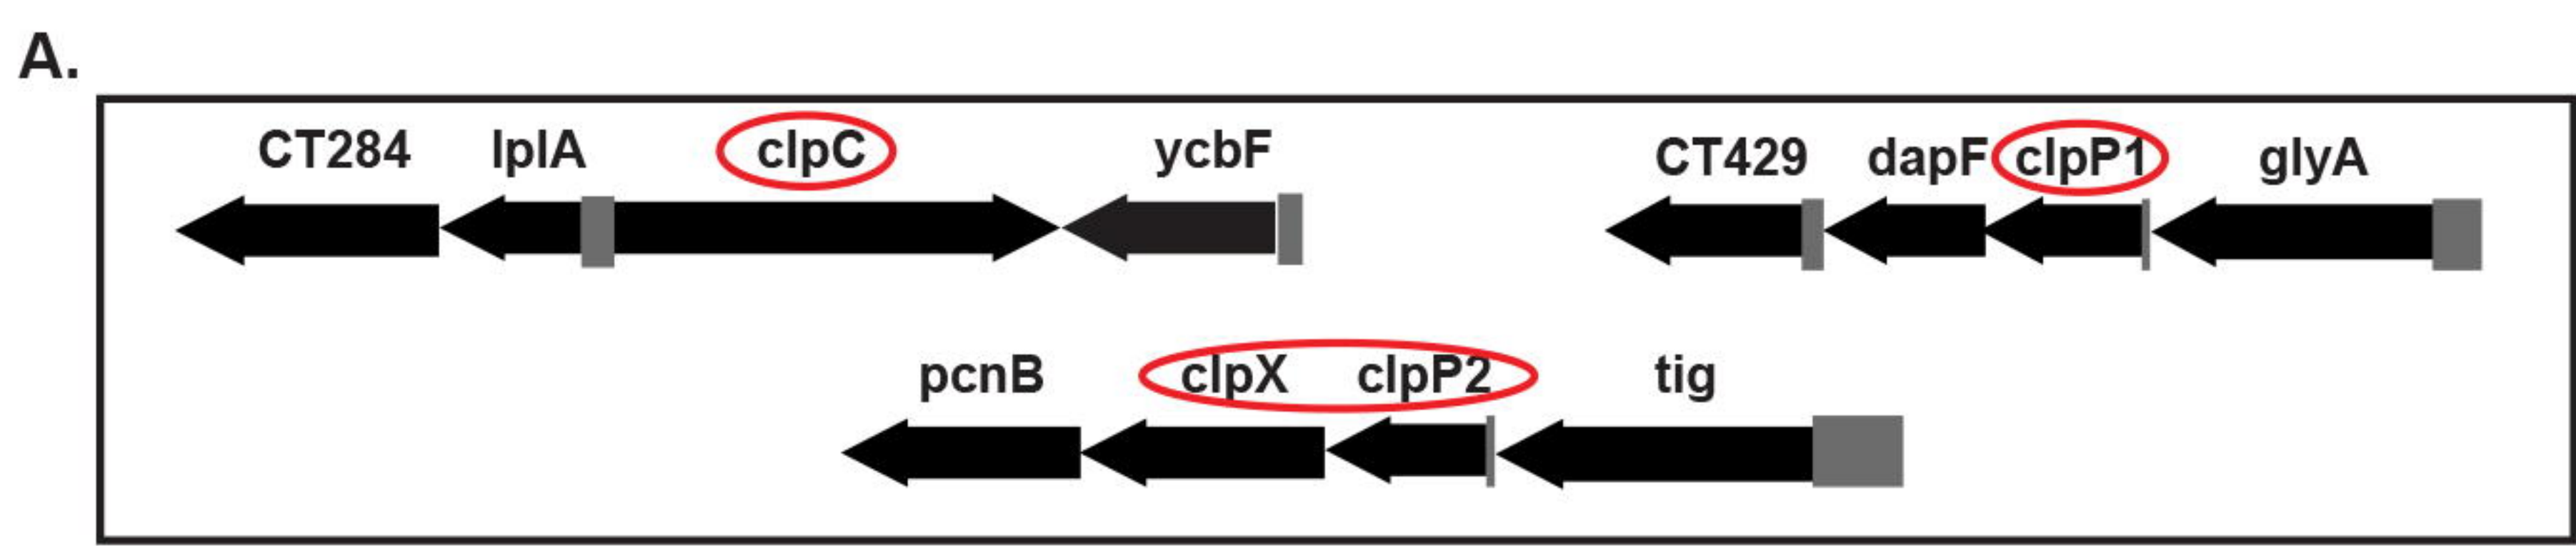 A.
CT284 lplA clpC ycbF CT429 dapF clpP1 glyA
pcnB clpX clpP2 tig